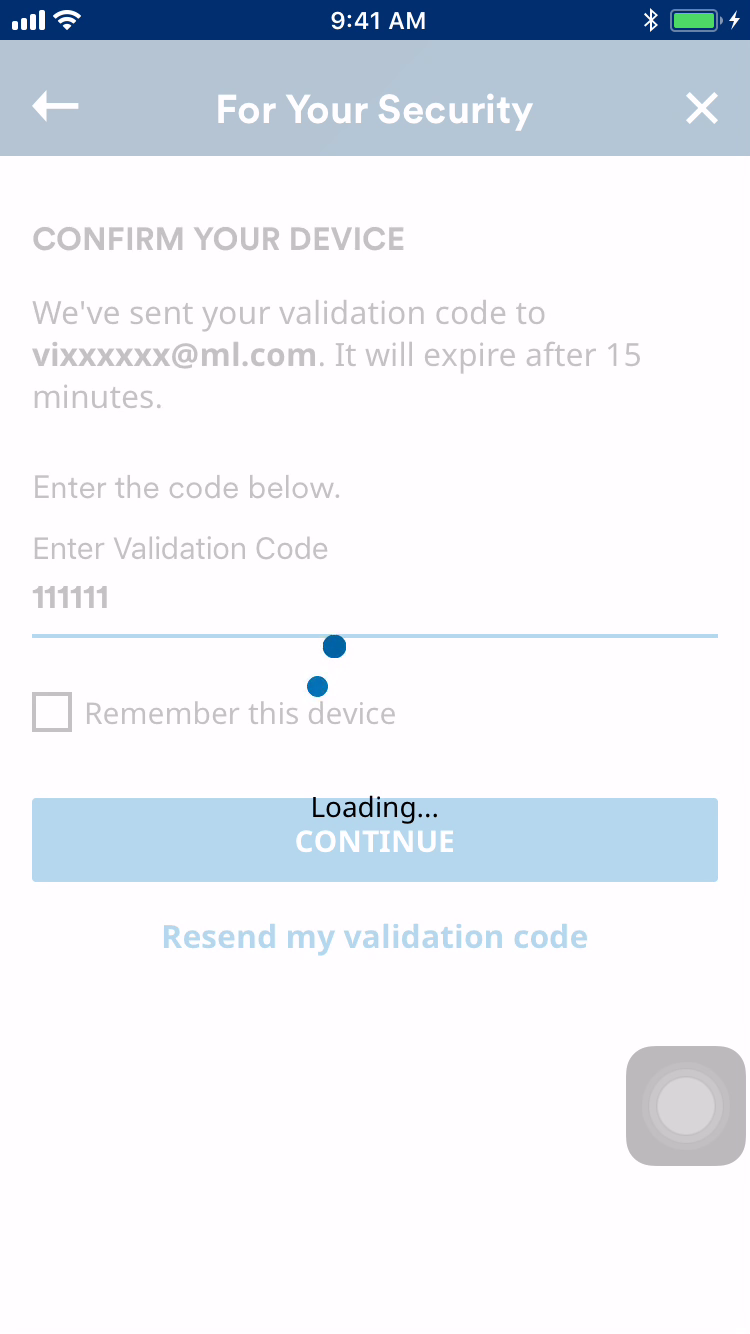 9:41 AM
For Your Security
CONFIRM YOUR DEVICE
We've sent your validation code to
vixxxxxx@ml.com. It will expire after 15
minutes.
Enter the code below.
Enter Validation Code
111111
Remember this device
Loading...
CONTINUE
Resend my validation code